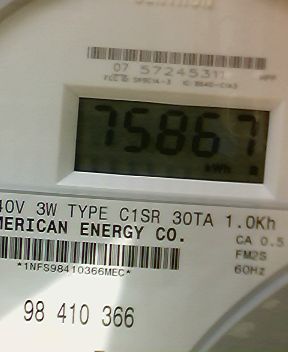 07 5724531
75867
kWh
40V 3W TYPE C1SR 30TA 1.0Kh
MERICAN ENERGY CO.
CA 0.5
FM2S
60Hz
*1NFS98410366MEC*
98 410 366